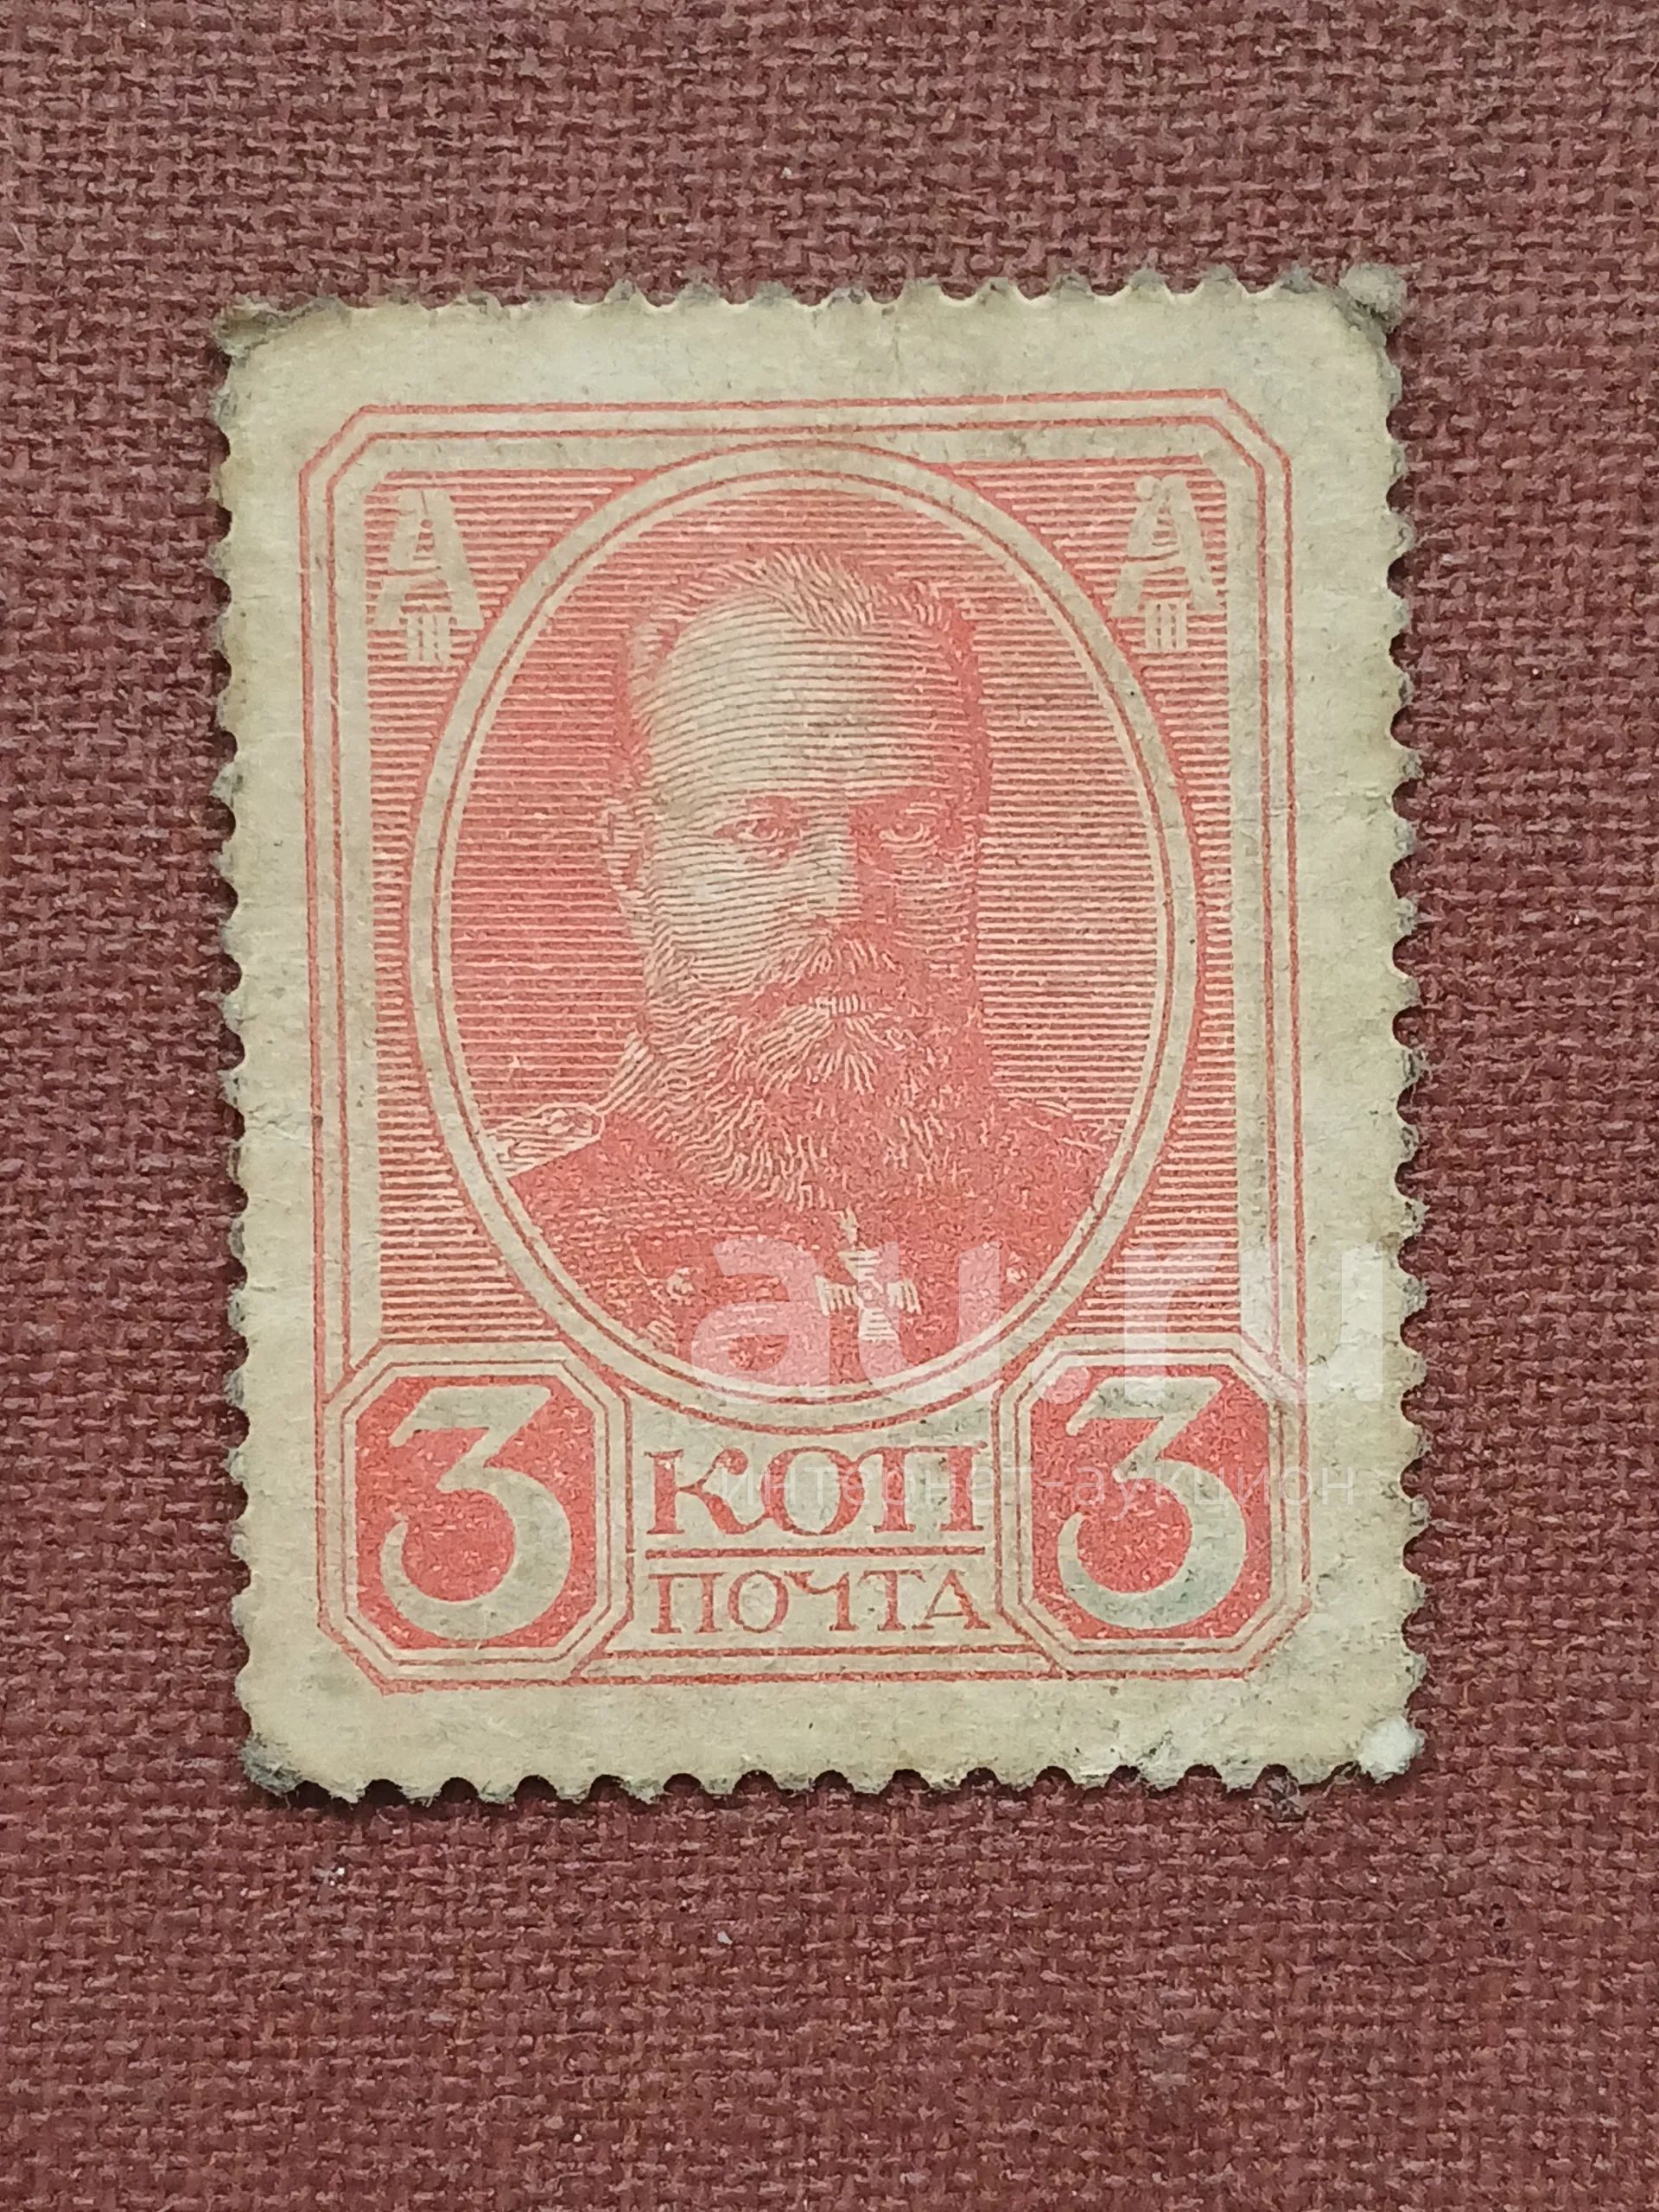 А III А III
au.ru
3 КОП 3
интернет-аукцион
ПОЧТА